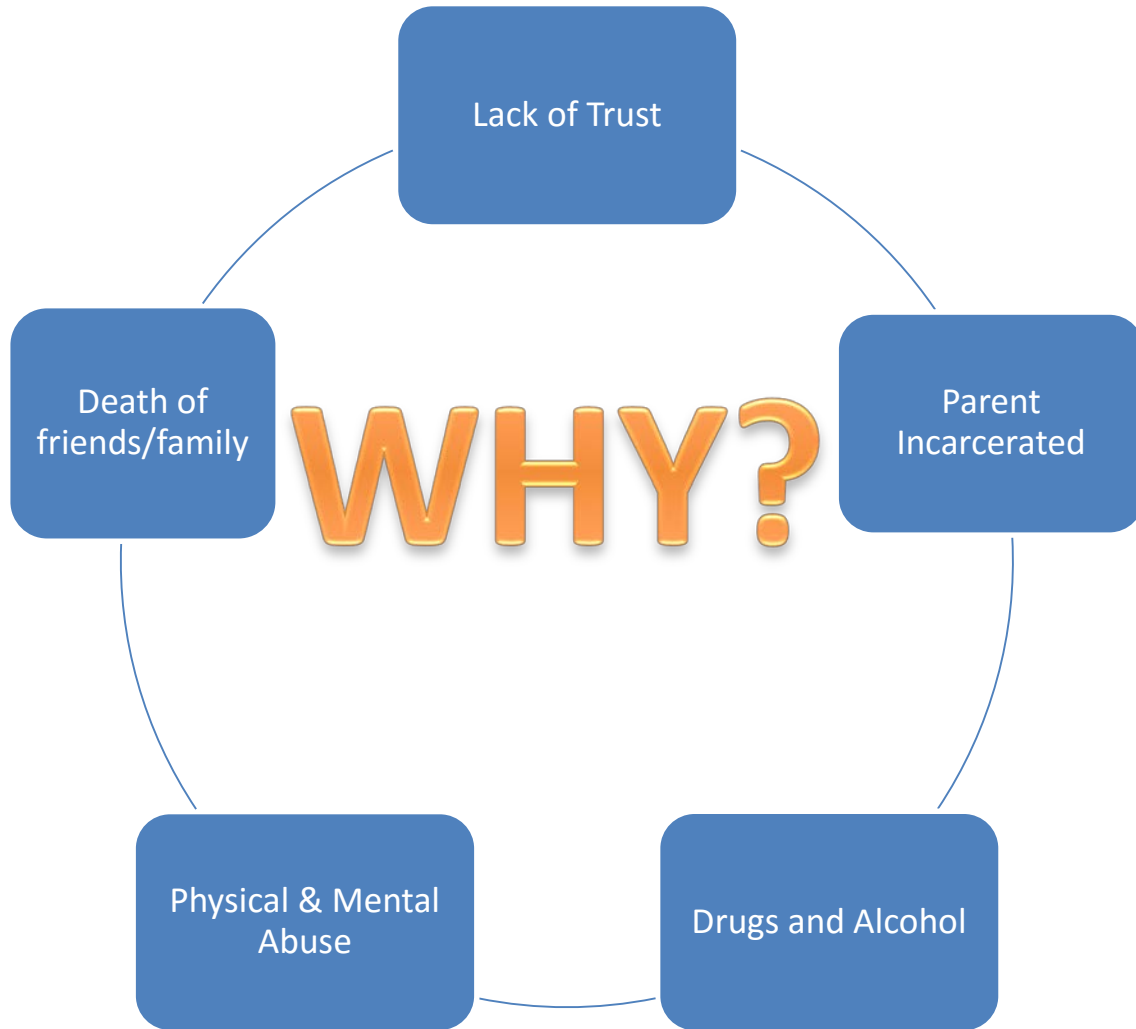 Lack of Trust
Death of
friends/family
WHY?
Parent
Incarcerated
Physical & Mental
Abuse
Drugs and Alcohol